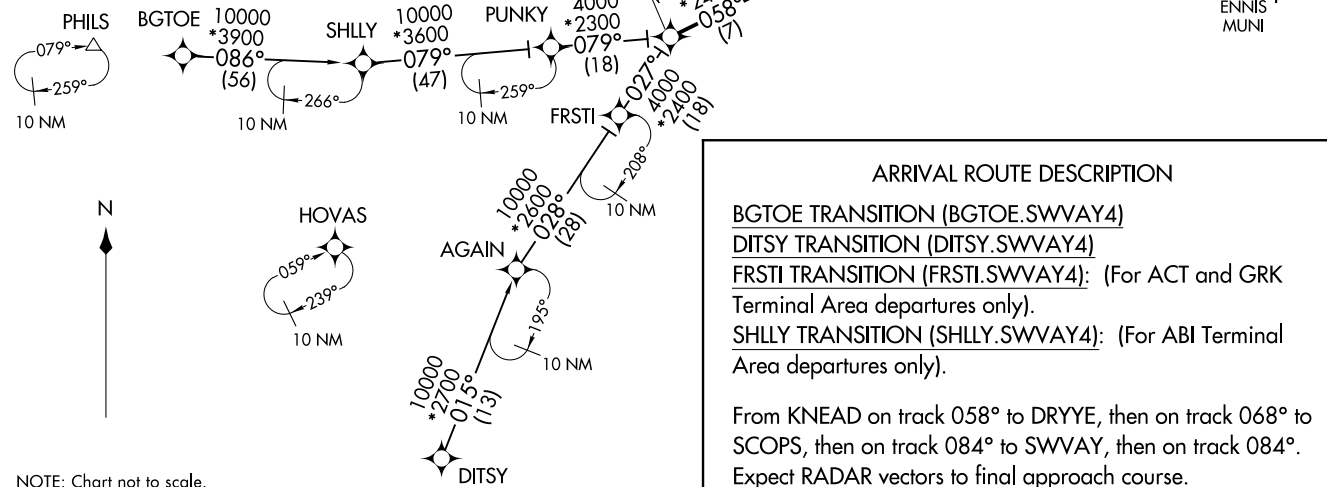 PHILS
079°
259°
10 NM
BGTOE
10000
*3900
086°
(56)
SHLLY
266°
10 NM
10000
*3600
079°
(47)
PUNKY
259°
10 NM
4000
*2300
079°
(18)
058°
(7)
ENNIS
MUNI
FRSTI
027°
4000
*2400
(18)
208°
10 NM
10000
*2600
028°
(28)
AGAIN
195°
10 NM
10000
*2700
015°
(13)
DITSY
HOVAS
059°
239°
10 NM
N
NOTE: Chart not to scale.
ARRIVAL ROUTE DESCRIPTION
BGTOE TRANSITION (BGTOE.SWVAY4)
DITSY TRANSITION (DITSY.SWVAY4)
FRSTI TRANSITION (FRSTI.SWVAY4): (For ACT and GRK
Terminal Area departures only).
SHLLY TRANSITION (SHLLY.SWVAY4): (For ABI Terminal
Area departures only).
From KNEAD on track 058° to DRYYE, then on track 068° to
SCOPS, then on track 084° to SWVAY, then on track 084°.
Expect RADAR vectors to final approach course.